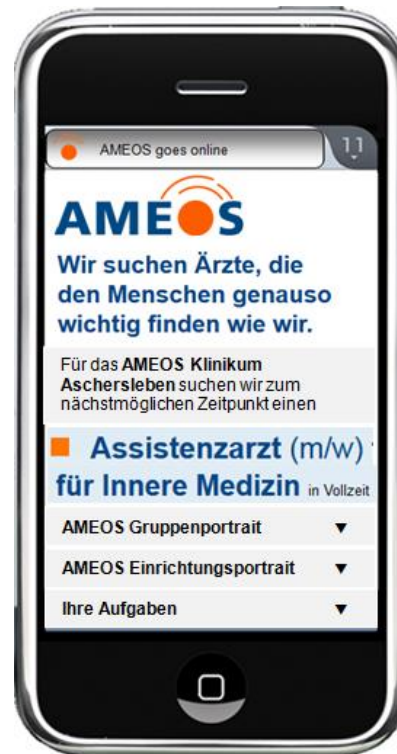 AMEOS goes online
11
AMEOS
Wir suchen Ärzte, die
den Menschen genauso
wichtig finden wie wir.
Für das AMEOS Klinikum
Aschersleben suchen wir zum
nächstmöglichen Zeitpunkt einen
Assistenzarzt (m/w)
für Innere Medizin in Vollzeit
AMEOS Gruppenportrait
AMEOS Einrichtungsportrait
Ihre Aufgaben